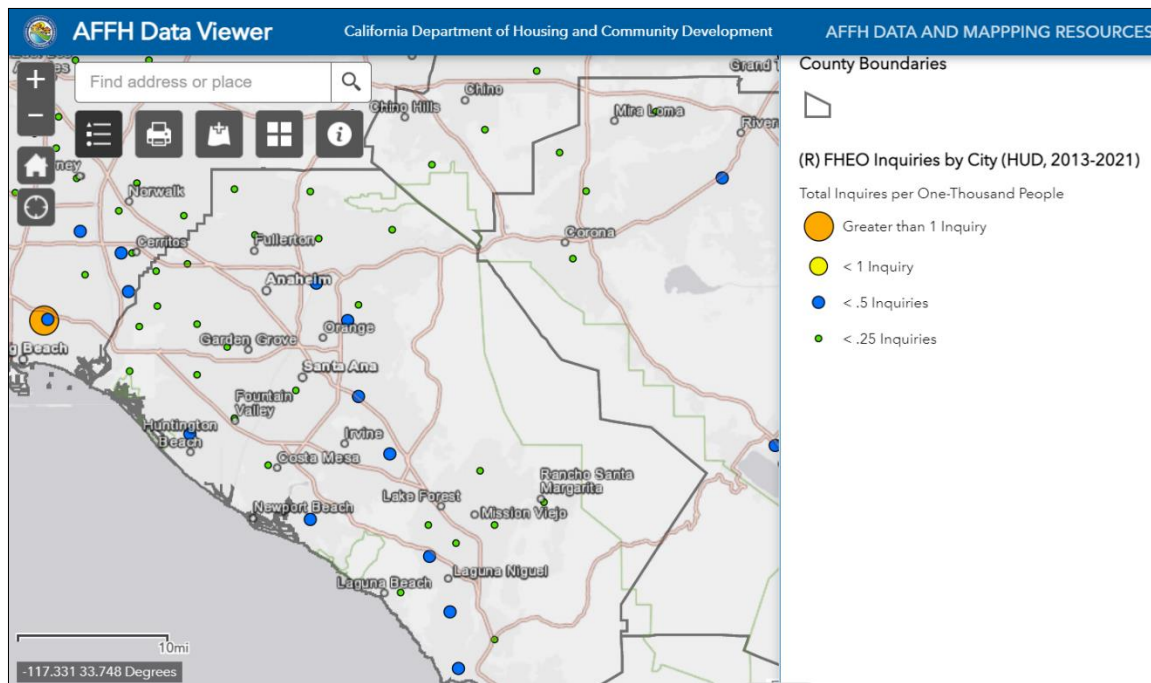 AFFH Data Viewer
California Department of Housing and Community Development
AFFH DATA AND MAPPPING RESOURCES
+
Find address or place
−
i
Chino
Chino Hills
Mira Loma
Norwalk
Cerritos
Fullerton
Corona
Anaheim
Garden Grove
Orange
Santa Ana
Fountain
Valley
Huntington
Beach
Irvine
Costa Mesa
Rancho Santa
Margarita
Lake Forest
Mission Viejo
Newport Beach
Laguna Niguel
Laguna Beach
Beach
10mi
-117.331 33.748 Degrees
County Boundaries
(R) FHEO Inquiries by City (HUD, 2013-2021)
Total Inquires per One-Thousand People
Greater than 1 Inquiry
< 1 Inquiry
< .5 Inquiries
< .25 Inquiries